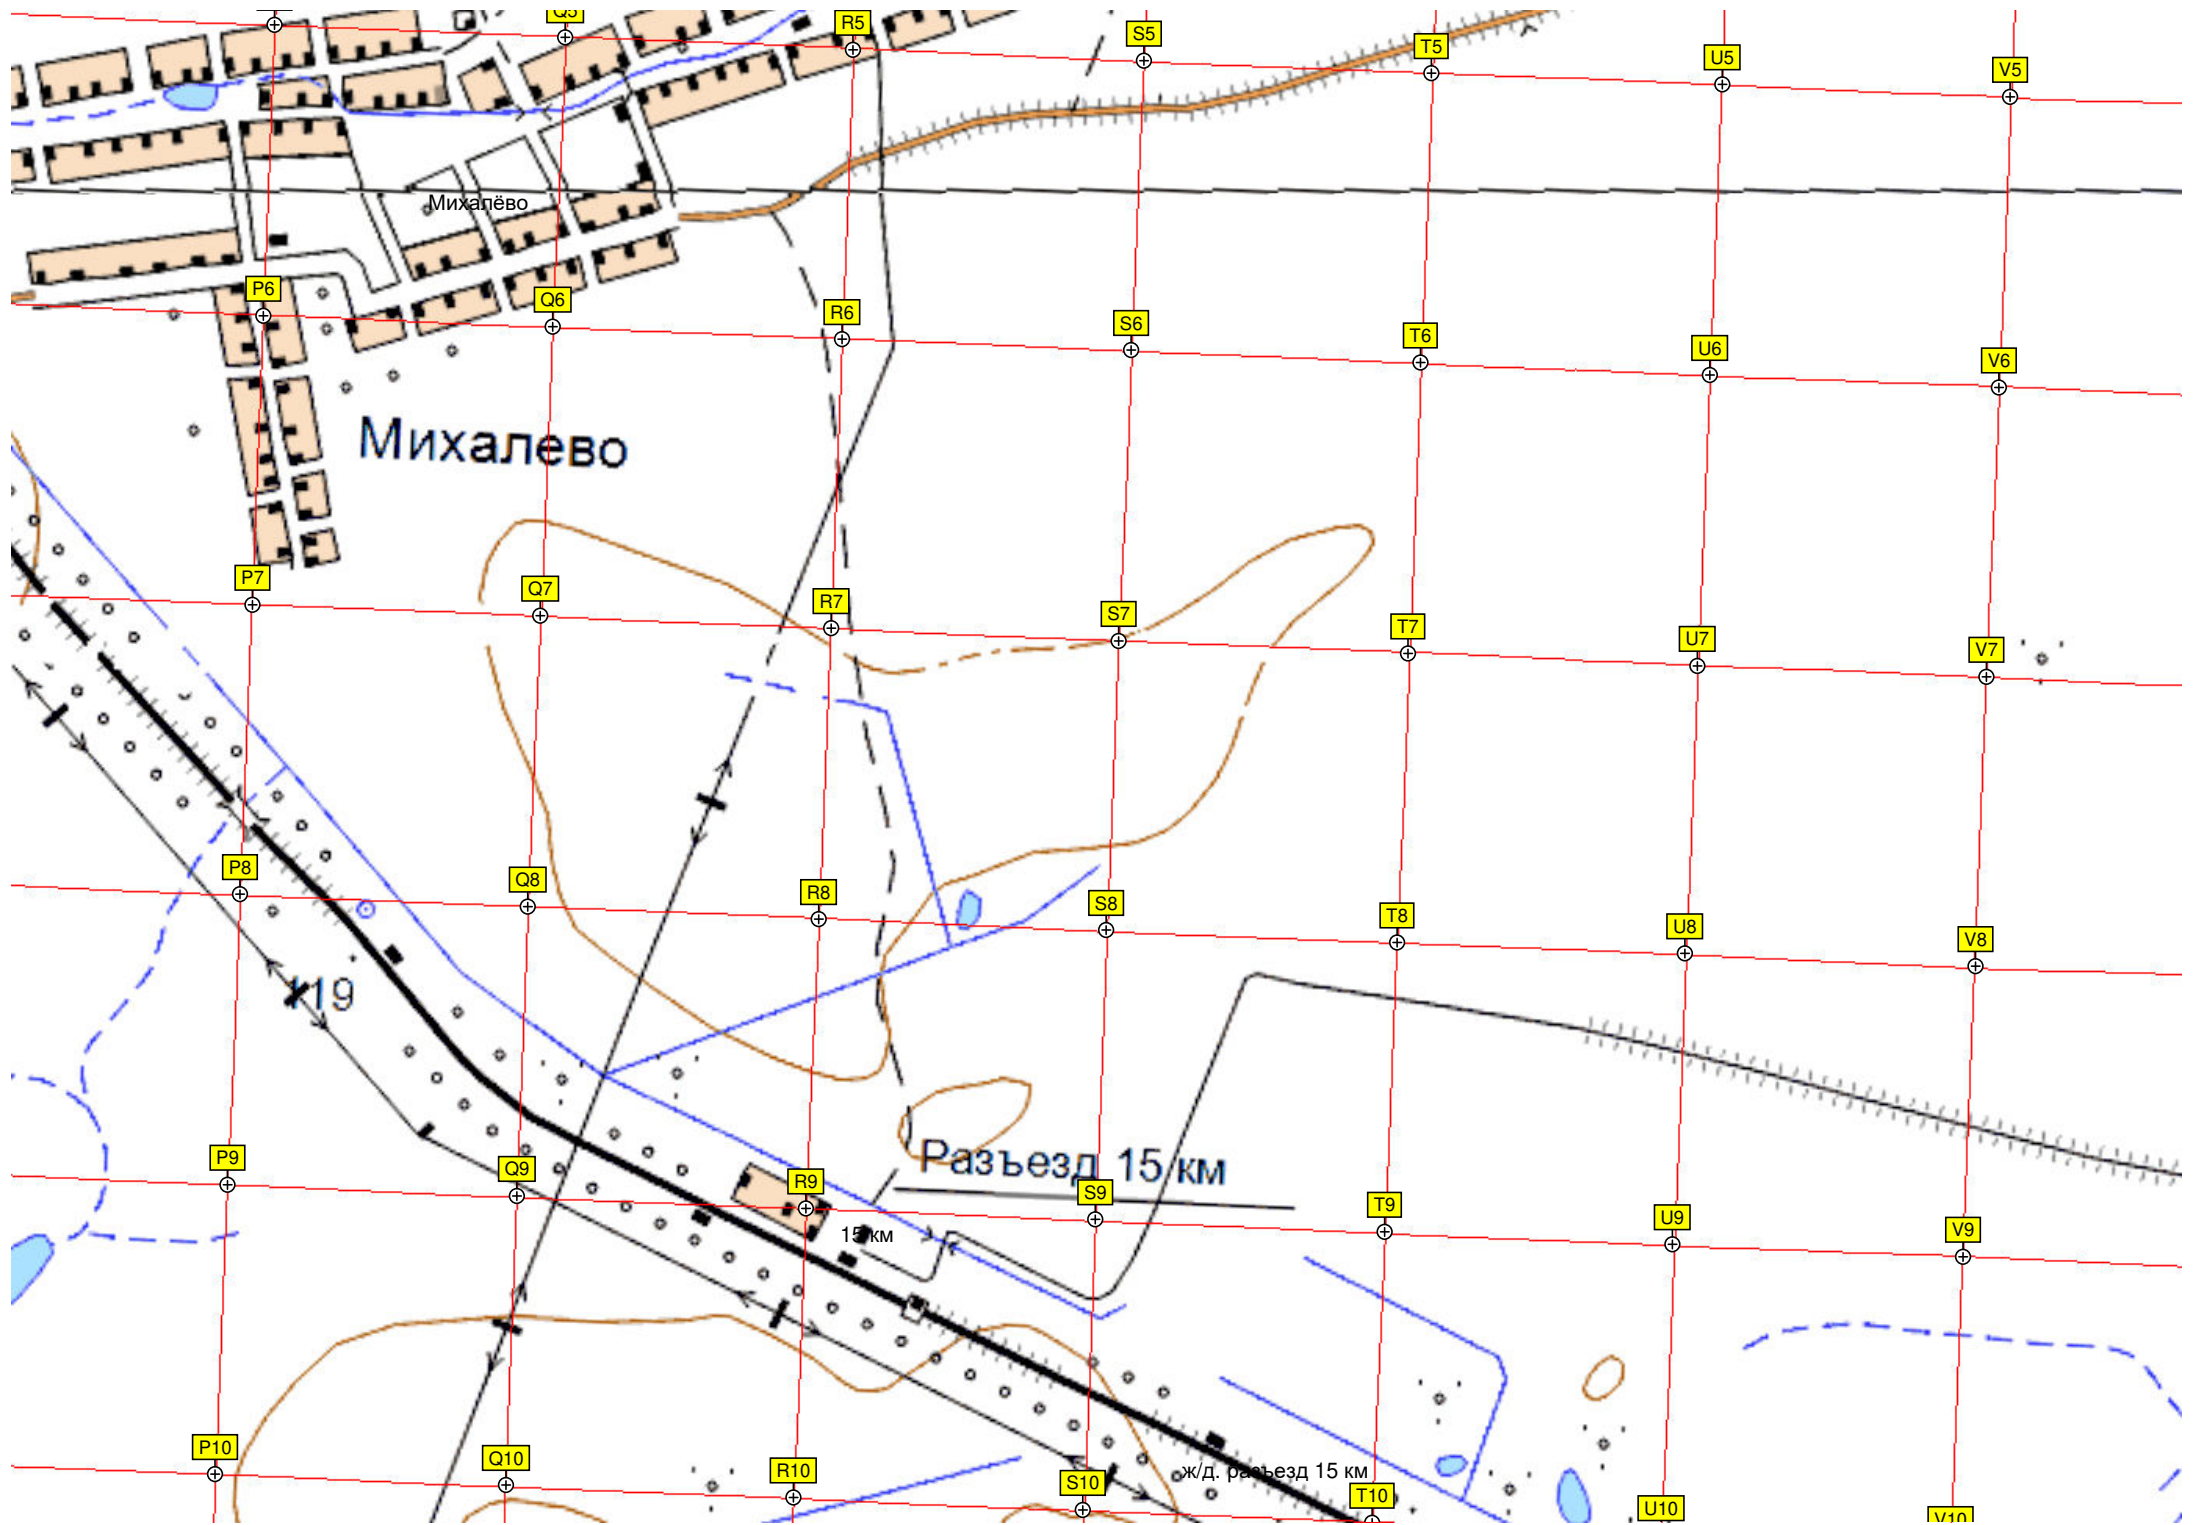 Q5
R5
S5
T5
U5
V5
Михалёво
P6
Q6
R6
S6
T6
U6
V6
Михалево
P7
Q7
R7
S7
T7
U7
V7
P8
Q8
R8
S8
T8
U8
V8
119
Разъезд 15 км
P9
Q9
R9
S9
T9
U9
V9
15 км
P10
Q10
R10
S10
ж/д. разъезд 15 км
T10
U10
V10